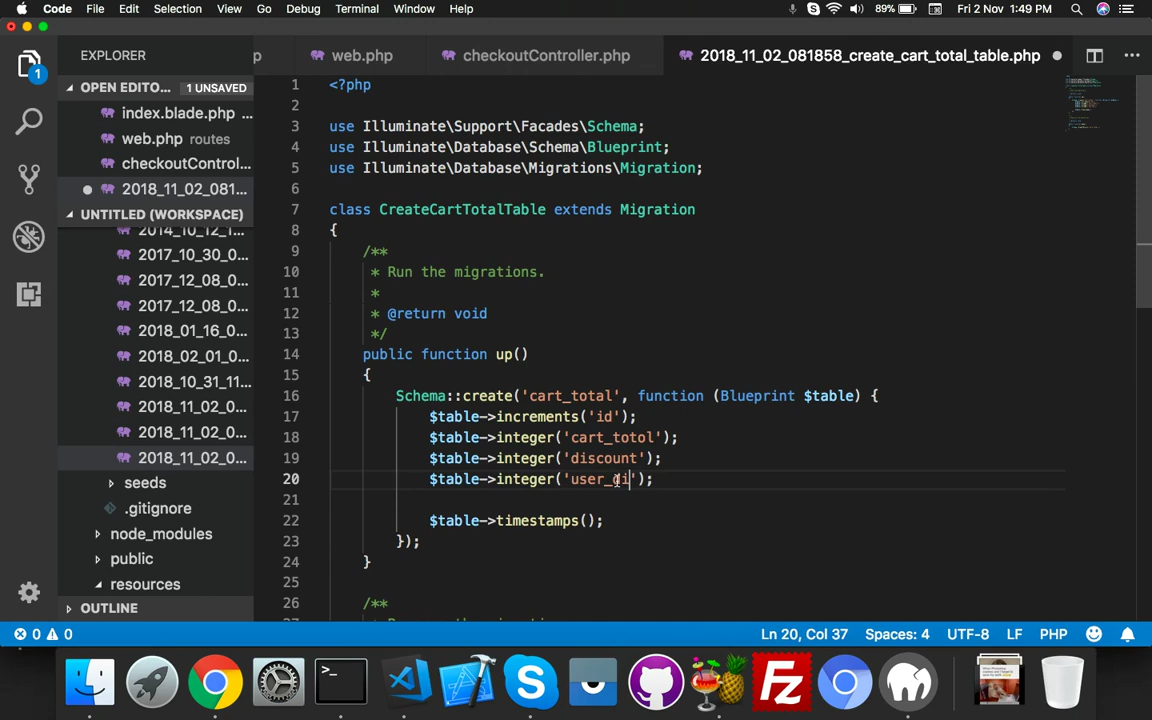 Code File Edit Selection View Go Debug Terminal Window Help 89% Fri 2 Nov 1:49 PM
EXPLORER
p web.php checkoutController.php 2018_11_02_081858_create_cart_total_table.php
OPEN EDITO... 1 UNSAVED
index.blade.php ...
web.php routes
checkoutControl...
2018_11_02_081...
UNTITLED (WORKSPACE)
2014_10_12_1...
2017_10_30_0...
2017_12_08_0...
2017_12_08_0...
2018_01_16_0...
2018_02_01_0...
2018_10_31_11...
2018_11_02_0...
2018_11_02_0...
2018_11_02_0...
seeds
.gitignore
node_modules
public
resources
OUTLINE
1 <?php
2
3 use Illuminate\Support\Facades\Schema;
4 use Illuminate\Database\Schema\Blueprint;
5 use Illuminate\Database\Migrations\Migration;
6
7 class CreateCartTotalTable extends Migration
8 {
9 /**
10 * Run the migrations.
11 *
12 * @return void
13 */
14 public function up()
15 {
16 Schema::create('cart_total', function (Blueprint $table) {
17 $table->increments('id');
18 $table->integer('cart_totol');
19 $table->integer('discount');
20 $table->integer('user_di');
21
22 $table->timestamps();
23 });
24 }
25
26 /**
0 0 Ln 20, Col 37 Spaces: 4 UTF-8 LF PHP